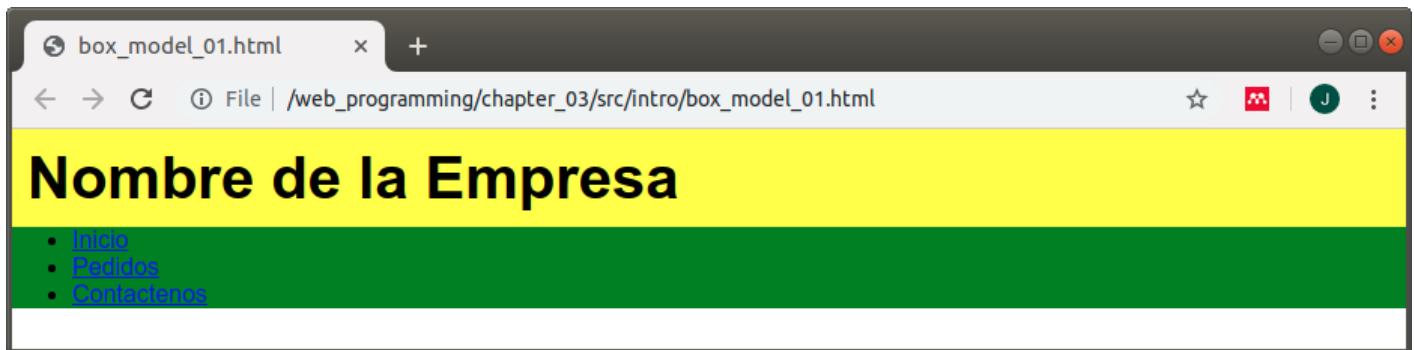 box_model_01.html
File /web_programming/chapter_03/src/intro/box_model_01.html J
Nombre de la Empresa
Inicio
Pedidos
Contactenos